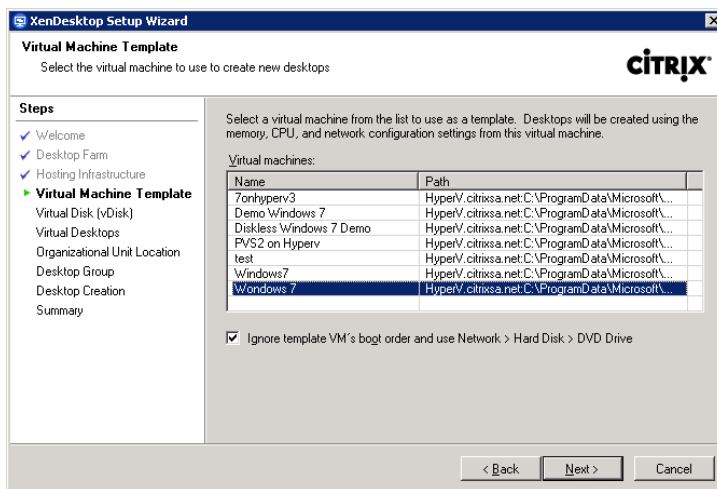 XenDesktop Setup Wizard
Virtual Machine Template
Select the virtual machine to use to create new desktops
CİTRIX
Steps
Welcome
Desktop Farm
Hosting Infrastructure
Virtual Machine Template
Virtual Disk (vDisk)
Virtual Desktops
Organizational Unit Location
Desktop Group
Desktop Creation
Summary
Select a virtual machine from the list to use as a template. Desktops will be created using the
memory, CPU, and network configuration settings from this virtual machine.
Virtual machines:
Name Path
7onhyperv3 HyperV.citrixsa.net:C:\ProgramData\Microsoft\...
Demo Windows 7 HyperV.citrixsa.net:C:\ProgramData\Microsoft\...
Diskless Windows 7 Demo HyperV.citrixsa.net:C:\ProgramData\Microsoft\...
PVS2 on Hyperv HyperV.citrixsa.net:C:\ProgramData\Microsoft\...
test HyperV.citrixsa.net:C:\ProgramData\Microsoft\...
Windows7 HyperV.citrixsa.net:C:\ProgramData\Microsoft\...
Wondows 7 HyperV.citrixsa.net:C:\ProgramData\Microsoft\...
Ignore template VM's boot order and use Network > Hard Disk > DVD Drive
< Back Next > Cancel